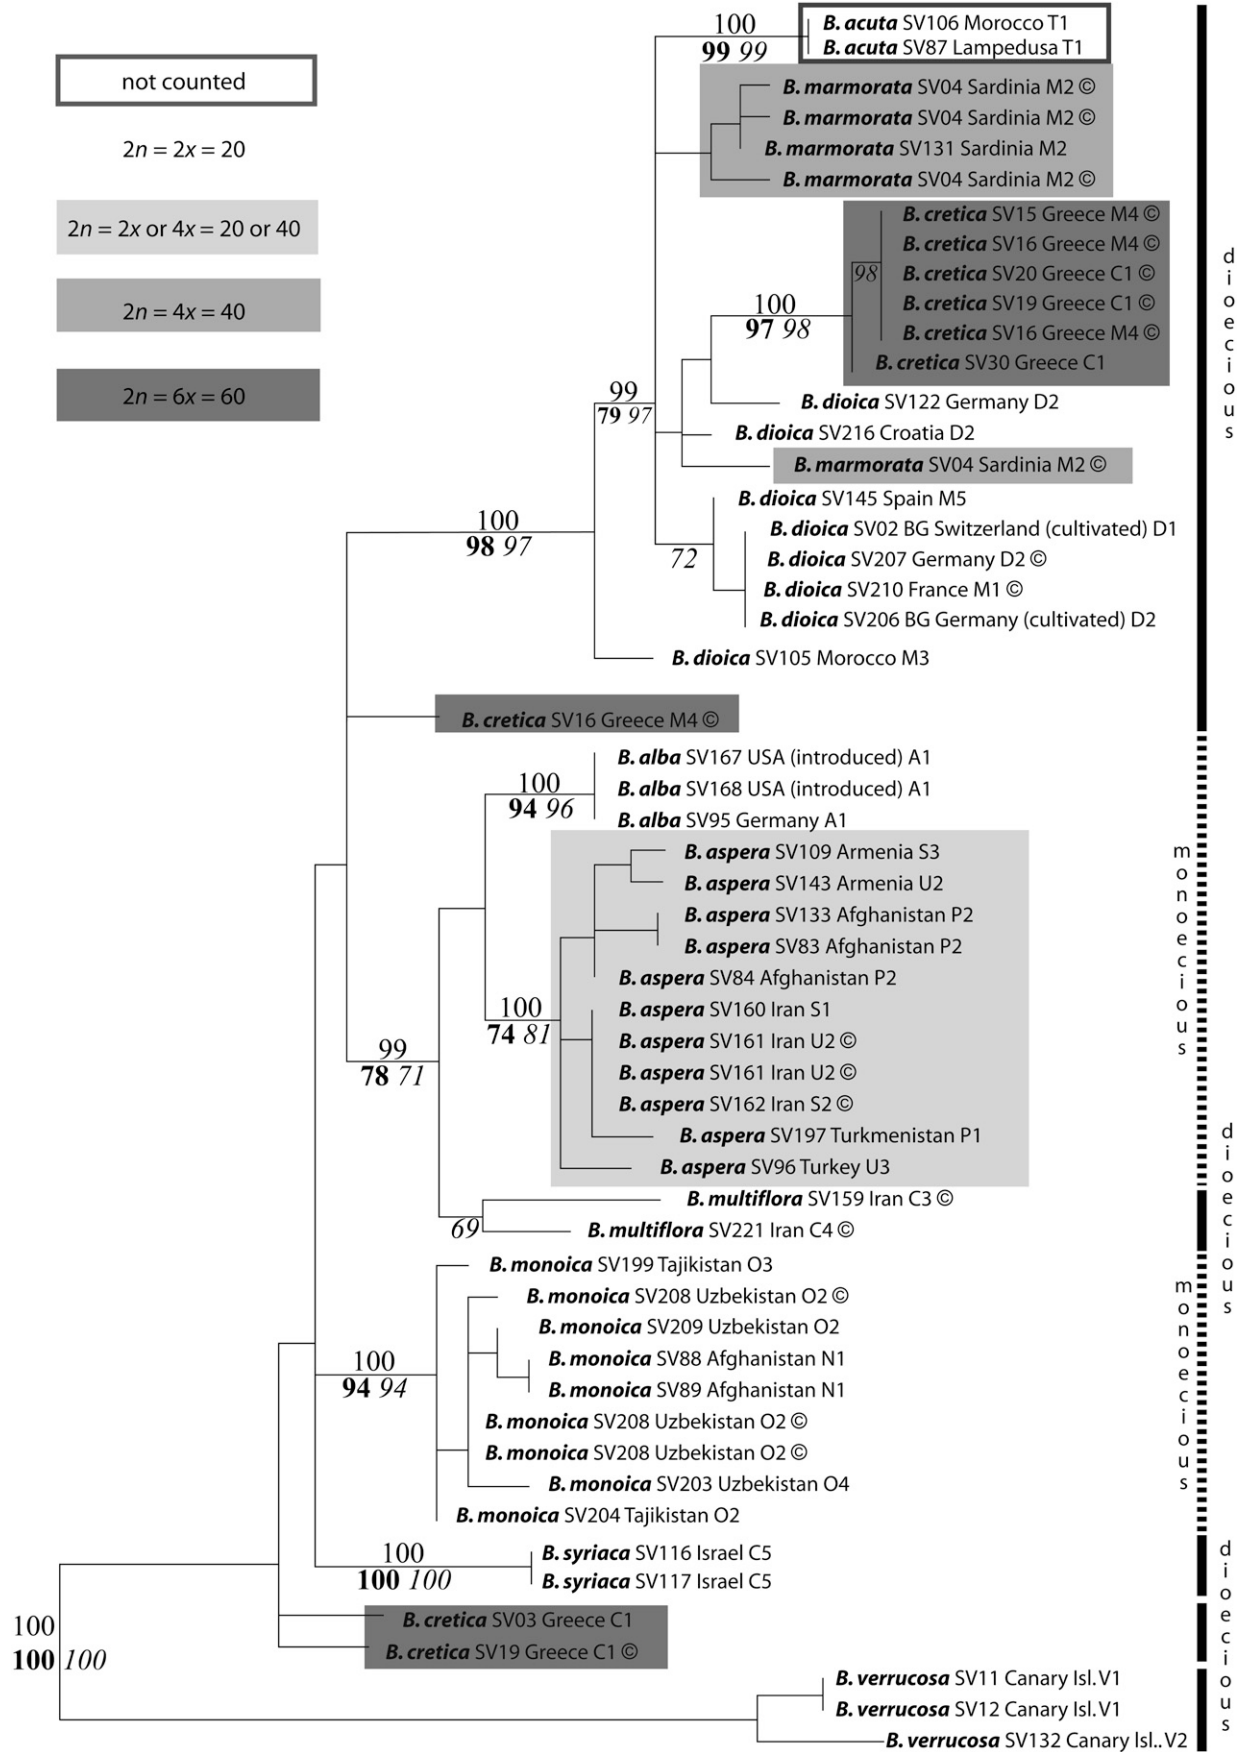 100
99 99
B. acuta SV106 Morocco T1
B. acuta SV87 Lampedusa T1
not counted
2n = 2x = 20
2n = 2x or 4x = 20 or 40
2n = 4x = 40
2n = 6x = 60
B. marmorata SV04 Sardinia M2 ©
B. marmorata SV04 Sardinia M2 ©
B. marmorata SV131 Sardinia M2
B. marmorata SV04 Sardinia M2 ©
B. cretica SV15 Greece M4 ©
B. cretica SV16 Greece M4 ©
98
B. cretica SV20 Greece C1 ©
B. cretica SV19 Greece C1 ©
100
97 98
B. cretica SV16 Greece M4 ©
B. cretica SV30 Greece C1
dioecious
99
79 97
B. dioica SV122 Germany D2
B. dioica SV216 Croatia D2
B. marmorata SV04 Sardinia M2 ©
B. dioica SV145 Spain M5
100
98 97
B. dioica SV02 BG Switzerland (cultivated) D1
72
B. dioica SV207 Germany D2 ©
B. dioica SV210 France M1 ©
B. dioica SV206 BG Germany (cultivated) D2
B. dioica SV105 Morocco M3
B. cretica SV16 Greece M4 ©
B. alba SV167 USA (introduced) A1
100
94 96
B. alba SV168 USA (introduced) A1
B. alba SV95 Germany A1
B. aspera SV109 Armenia S3
B. aspera SV143 Armenia U2
B. aspera SV133 Afghanistan P2
B. aspera SV83 Afghanistan P2
B. aspera SV84 Afghanistan P2
monoecious
100
74 81
B. aspera SV160 Iran S1
B. aspera SV161 Iran U2 ©
99
78 71
B. aspera SV161 Iran U2 ©
B. aspera SV162 Iran S2 ©
B. aspera SV197 Turkmenistan P1
B. aspera SV96 Turkey U3
B. multiflora SV159 Iran C3 ©
69
B. multiflora SV221 Iran C4 ©
dioecious
B. monoica SV199 Tajikistan O3
B. monoica SV208 Uzbekistan O2 ©
B. monoica SV209 Uzbekistan O2
100
94 94
B. monoica SV88 Afghanistan N1
B. monoica SV89 Afghanistan N1
B. monoica SV208 Uzbekistan O2 ©
B. monoica SV208 Uzbekistan O2 ©
B. monoica SV203 Uzbekistan O4
B. monoica SV204 Tajikistan O2
monoecious
100
100 100
B. syriaca SV116 Israel C5
B. syriaca SV117 Israel C5
B. cretica SV03 Greece C1
B. cretica SV19 Greece C1 ©
100
100 100
B. verrucosa SV11 Canary Isl. V1
B. verrucosa SV12 Canary Isl. V1
B. verrucosa SV132 Canary Isl.. V2
dioecious